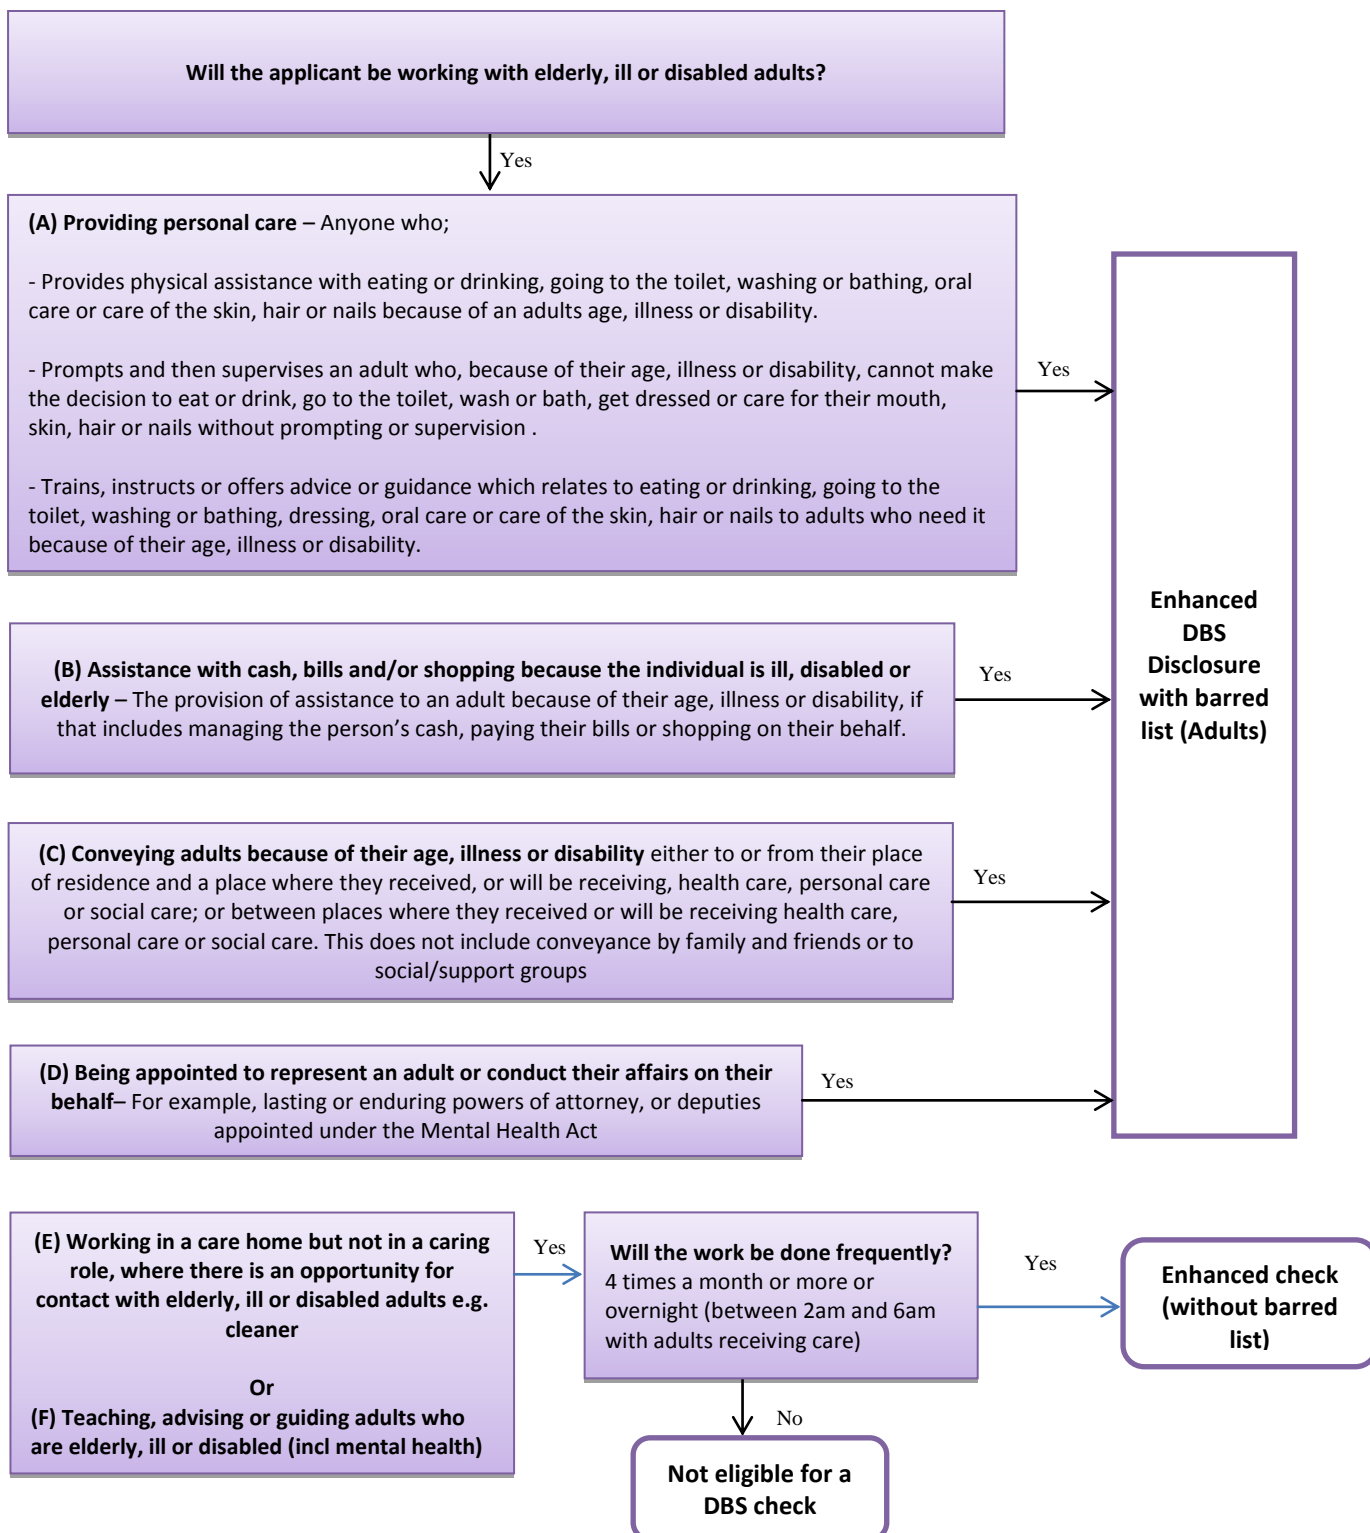 Will the applicant be working with elderly, ill or disabled adults?
Yes
(A) Providing personal care – Anyone who;
- Provides physical assistance with eating or drinking, going to the toilet, washing or bathing, oral
care or care of the skin, hair or nails because of an adults age, illness or disability.
- Prompts and then supervises an adult who, because of their age, illness or disability, cannot make
the decision to eat or drink, go to the toilet, wash or bath, get dressed or care for their mouth,
skin, hair or nails without prompting or supervision .
- Trains, instructs or offers advice or guidance which relates to eating or drinking, going to the
toilet, washing or bathing, dressing, oral care or care of the skin, hair or nails to adults who need it
because of their age, illness or disability.
Yes
(B) Assistance with cash, bills and/or shopping because the individual is ill, disabled or
elderly – The provision of assistance to an adult because of their age, illness or disability, if
that includes managing the person’s cash, paying their bills or shopping on their behalf.
Yes
(C) Conveying adults because of their age, illness or disability either to or from their place
of residence and a place where they received, or will be receiving, health care, personal care
or social care; or between places where they received or will be receiving health care,
personal care or social care. This does not include conveyance by family and friends or to
social/support groups
Yes
(D) Being appointed to represent an adult or conduct their affairs on their
behalf– For example, lasting or enduring powers of attorney, or deputies
appointed under the Mental Health Act
Yes
Enhanced
DBS
Disclosure
with barred
list (Adults)
(E) Working in a care home but not in a caring
role, where there is an opportunity for
contact with elderly, ill or disabled adults e.g.
cleaner
Or
(F) Teaching, advising or guiding adults who
are elderly, ill or disabled (incl mental health)
Yes
Will the work be done frequently?
4 times a month or more or
overnight (between 2am and 6am
with adults receiving care)
Yes
Enhanced check
(without barred
list)
No
Not eligible for a
DBS check